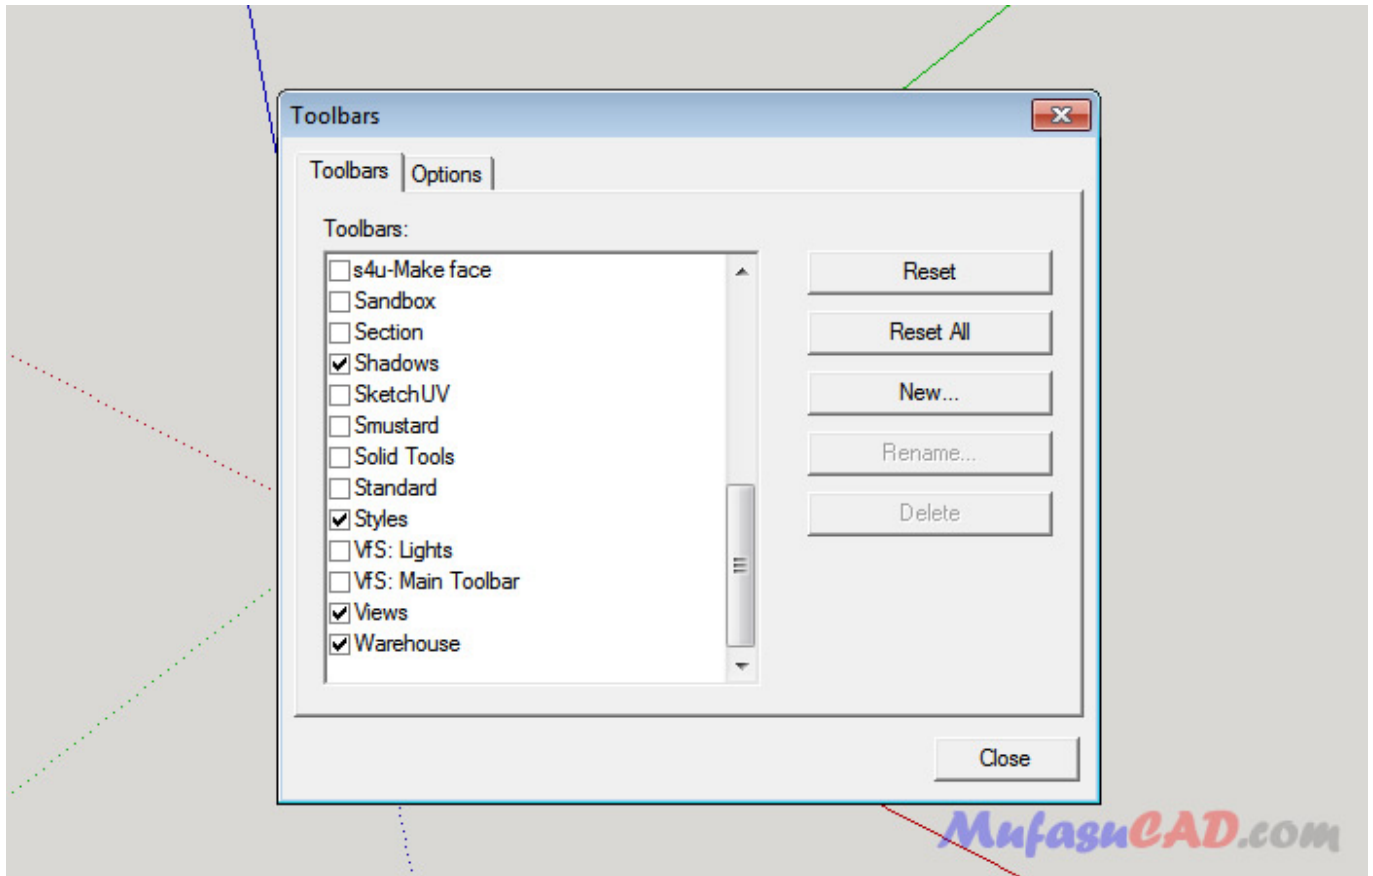 Toolbars
Toolbars
Options
Toolbars:
s4u-Make face
Sandbox
Section
Shadows
SketchUV
Smustard
Solid Tools
Standard
Styles
VfS: Lights
VfS: Main Toolbar
Views
Warehouse
Reset
Reset All
New...
Rename...
Delete
Close
MufasuCAD.com